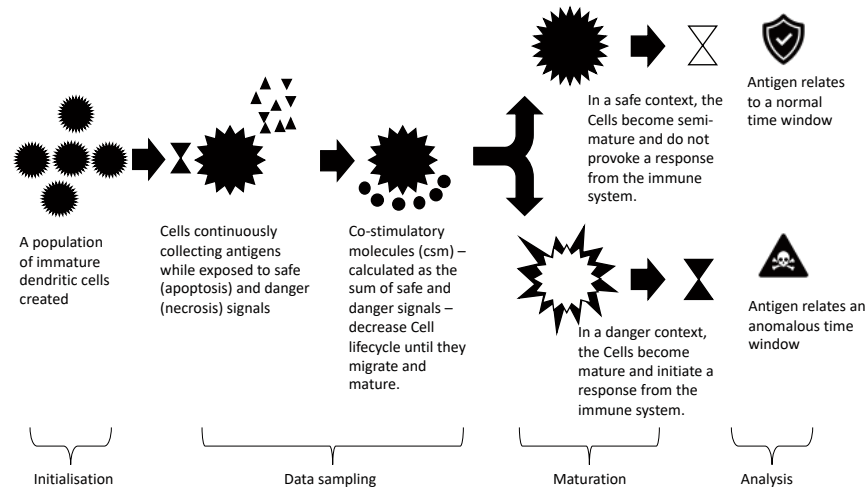 A population
of immature
dendritic cells
created
Cells continuously
collecting antigens
while exposed to safe
(apoptosis) and danger
(necrosis) signals
Co-stimulatory
molecules (csm) –
calculated as the
sum of safe and
danger signals –
decrease Cell
lifecycle until they
migrate and
mature.
In a safe context, the
Cells become semi-
mature and do not
provoke a response
from the immune
system.
Antigen relates
to a normal
time window
In a danger context,
the Cells become
mature and initiate a
response from the
immune system.
Antigen relates an
anomalous time
window
Initialisation
Data sampling
Maturation
Analysis